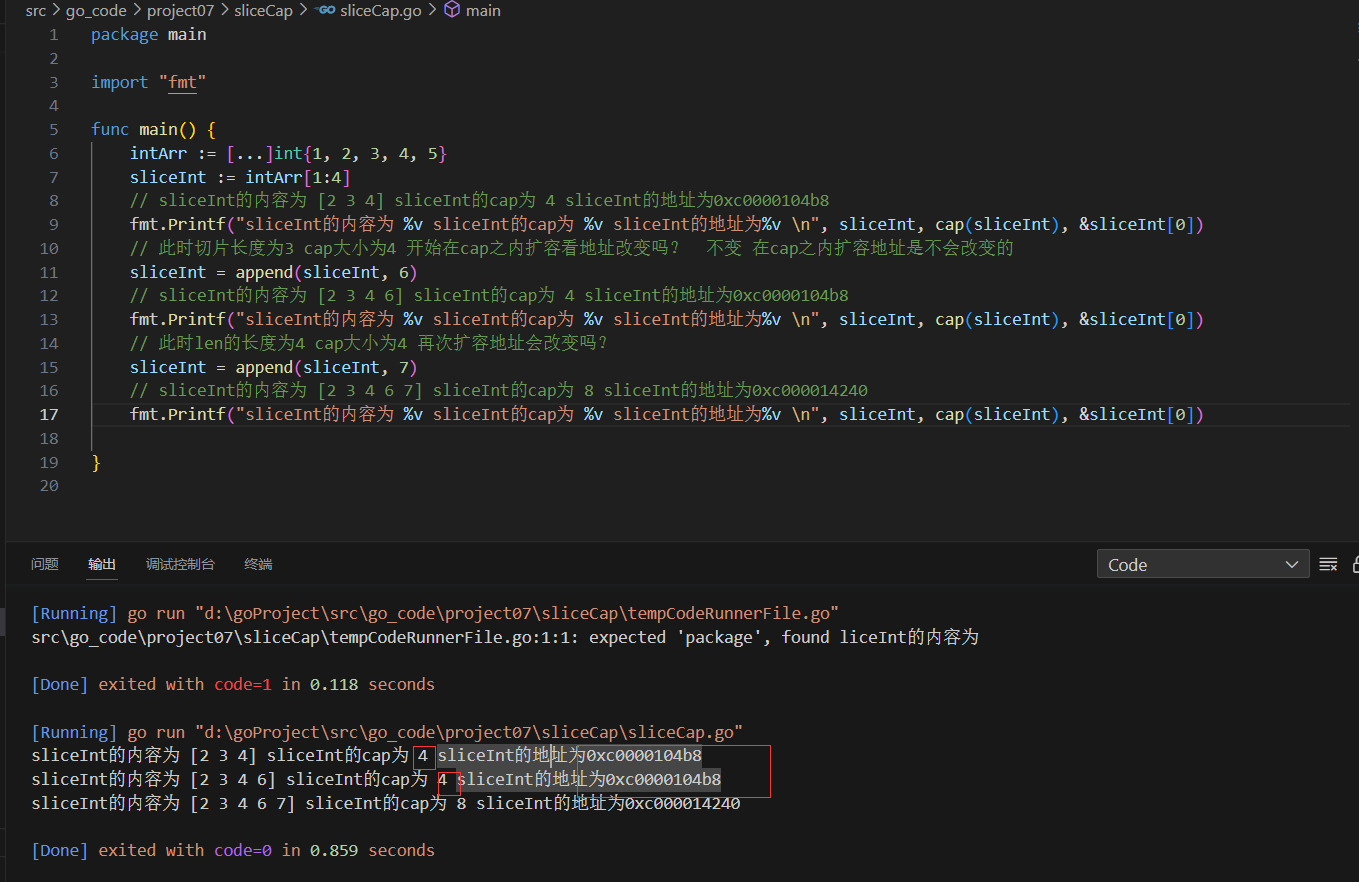 src > go_code > project07 > sliceCap > GO sliceCap.go > main
1 package main
2
3 import "fmt"
4
5 func main() {
6 intArr := [...]int{1, 2, 3, 4, 5}
7 sliceInt := intArr[1:4]
8 // sliceInt的内容为 [2 3 4] sliceInt的cap为 4 sliceInt的地址为0xc0000104b8
9 fmt.Printf("sliceInt的内容为 %v sliceInt的cap为 %v sliceInt的地址为%v \n", sliceInt, cap(sliceInt), &sliceInt[0])
10 // 此时切片长度为3 cap大小为4 开始在cap之内扩容看地址改变吗？ 不变 在cap之内扩容地址是不会改变的
11 sliceInt = append(sliceInt, 6)
12 // sliceInt的内容为 [2 3 4 6] sliceInt的cap为 4 sliceInt的地址为0xc0000104b8
13 fmt.Printf("sliceInt的内容为 %v sliceInt的cap为 %v sliceInt的地址为%v \n", sliceInt, cap(sliceInt), &sliceInt[0])
14 // 此时len的长度为4 cap大小为4 再次扩容地址会改变吗？
15 sliceInt = append(sliceInt, 7)
16 // sliceInt的内容为 [2 3 4 6 7] sliceInt的cap为 8 sliceInt的地址为0xc000014240
17 fmt.Printf("sliceInt的内容为 %v sliceInt的cap为 %v sliceInt的地址为%v \n", sliceInt, cap(sliceInt), &sliceInt[0])
18
19 }
20
问题 输出 调试控制台 终端 Code
[Running] go run "d:\goProject\src\go_code\project07\sliceCap\tempCodeRunnerFile.go"
src\go_code\project07\sliceCap\tempCodeRunnerFile.go:1:1: expected 'package', found liceInt的内容为
[Done] exited with code=1 in 0.118 seconds
[Running] go run "d:\goProject\src\go_code\project07\sliceCap\sliceCap.go"
sliceInt的内容为 [2 3 4] sliceInt的cap为 4 sliceInt的地址为0xc0000104b8
sliceInt的内容为 [2 3 4 6] sliceInt的cap为 4 sliceInt的地址为0xc0000104b8
sliceInt的内容为 [2 3 4 6 7] sliceInt的cap为 8 sliceInt的地址为0xc000014240
[Done] exited with code=0 in 0.859 seconds